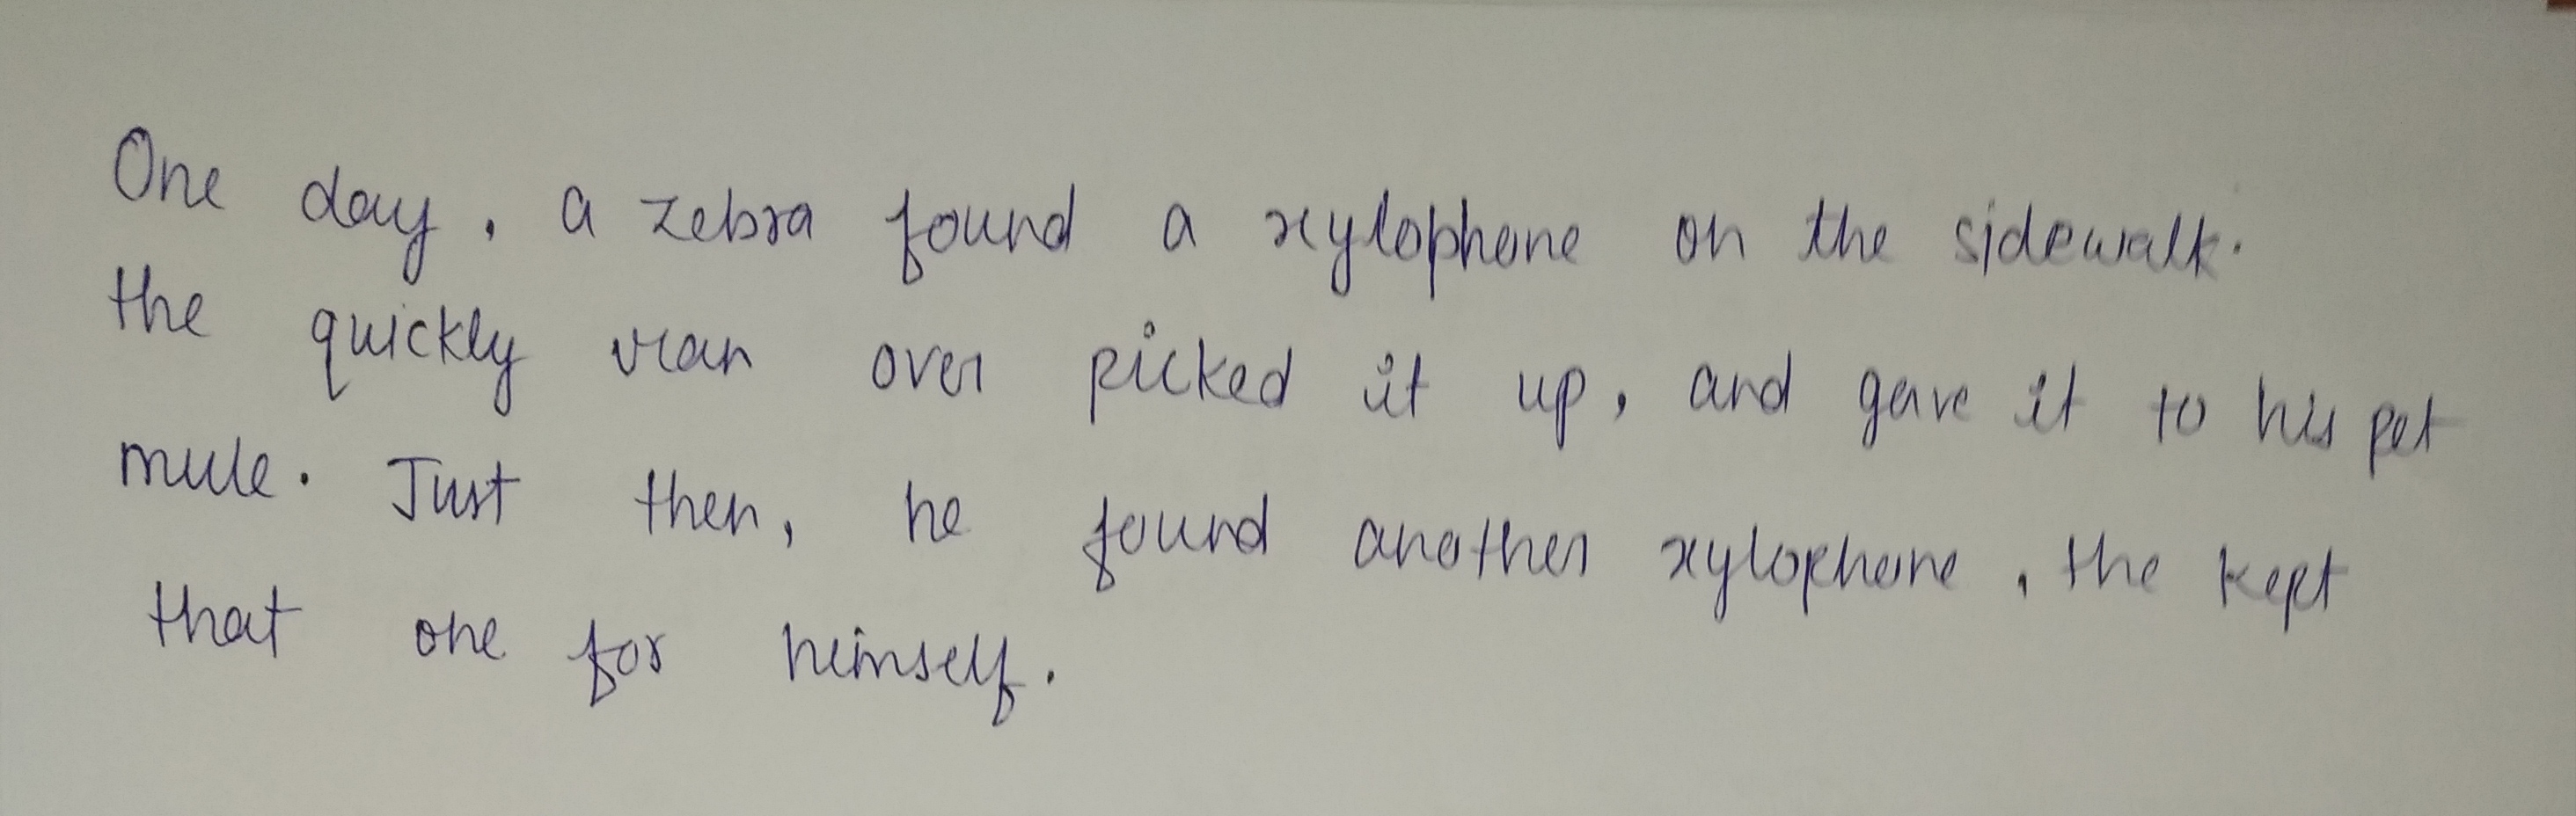 One day, a zebra found a xylophone on the sidewalk.
the quickly ran over picked it up, and gave it to his pet
mule. Just then, he found another xylophone, the kept
that one for himself.